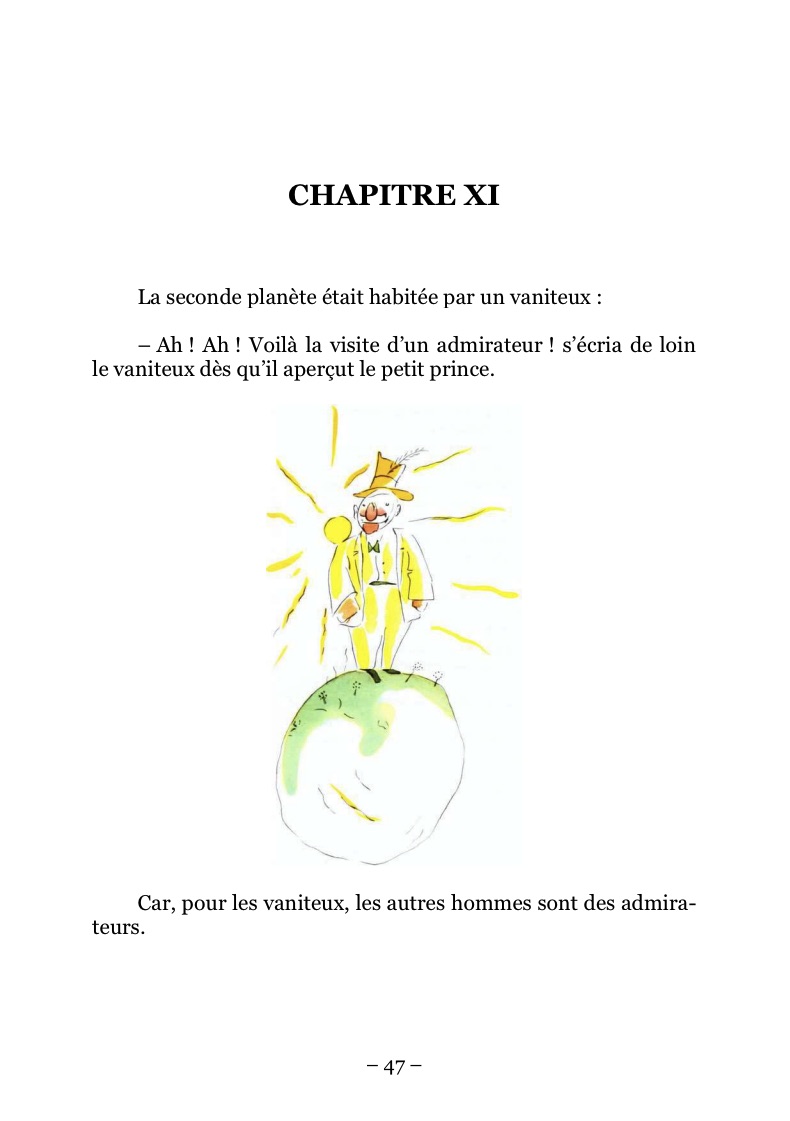 CHAPITRE XI
La seconde planète était habitée par un vaniteux :
– Ah ! Ah ! Voilà la visite d’un admirateur ! s’écria de loin
le vaniteux dès qu’il aperçut le petit prince.
Car, pour les vaniteux, les autres hommes sont des admira-
teurs.
– 47 –